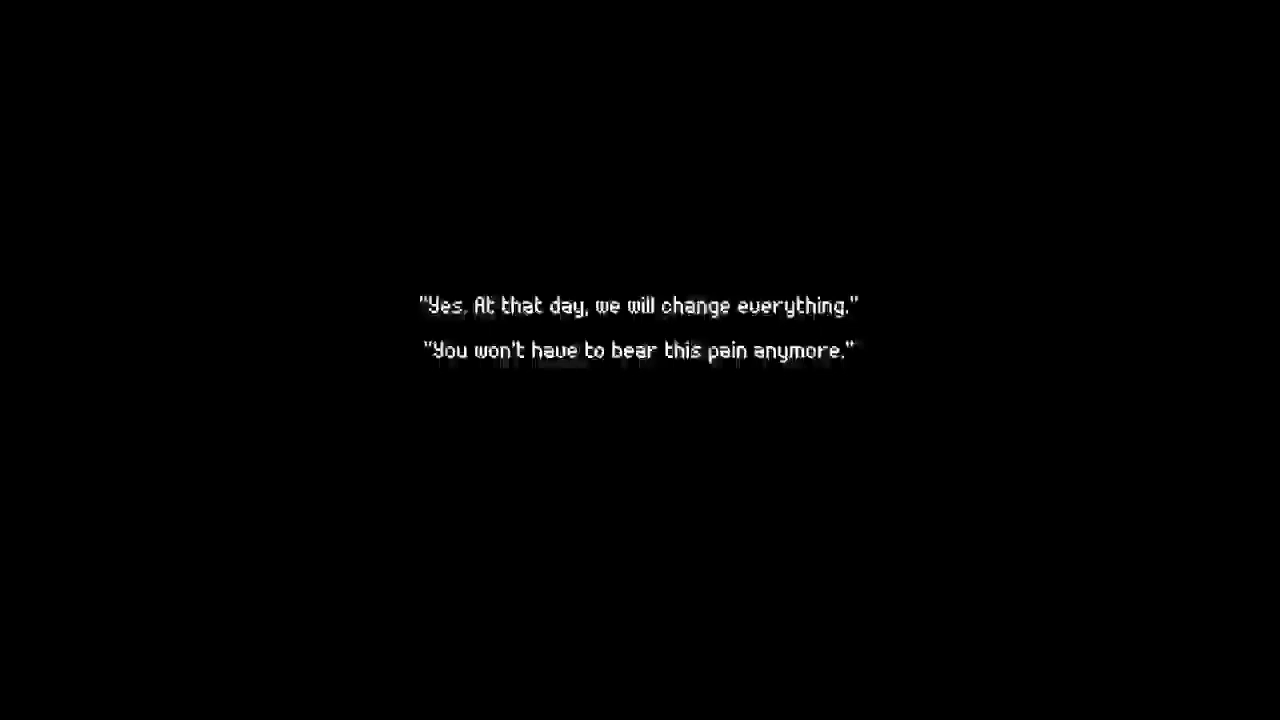 "Yes. At that day, we will change everything."
"You won't have to bear this pain anymore."